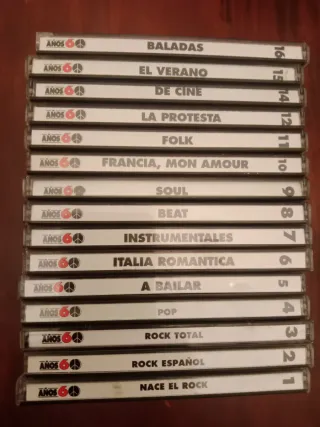 AÑOS 60 BALADAS 16
AÑOS 60 EL VERANO 15
AÑOS 60 DE CINE 14
AÑOS 60 LA PROTESTA 12
AÑOS 60 FOLK 11
AÑOS 60 FRANCIA, MON AMOUR 10
AÑOS 60 SOUL 9
AÑOS 60 BEAT 8
AÑOS 60 INSTRUMENTALES 7
AÑOS 60 ITALIA ROMANTICA 6
AÑOS 60 A BAILAR 5
AÑOS 60 POP 4
AÑOS 60 ROCK TOTAL 3
AÑOS 60 ROCK ESPAÑOL 2
AÑOS 60 NACE EL ROCK 1